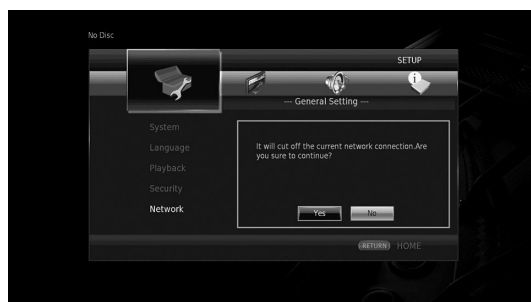 No Disc
SETUP
--- General Setting ---
System
Language
Playback
Security
Network
It will cut off the current network connection.Are
you sure to continue?
Yes
No
RETURN HOME